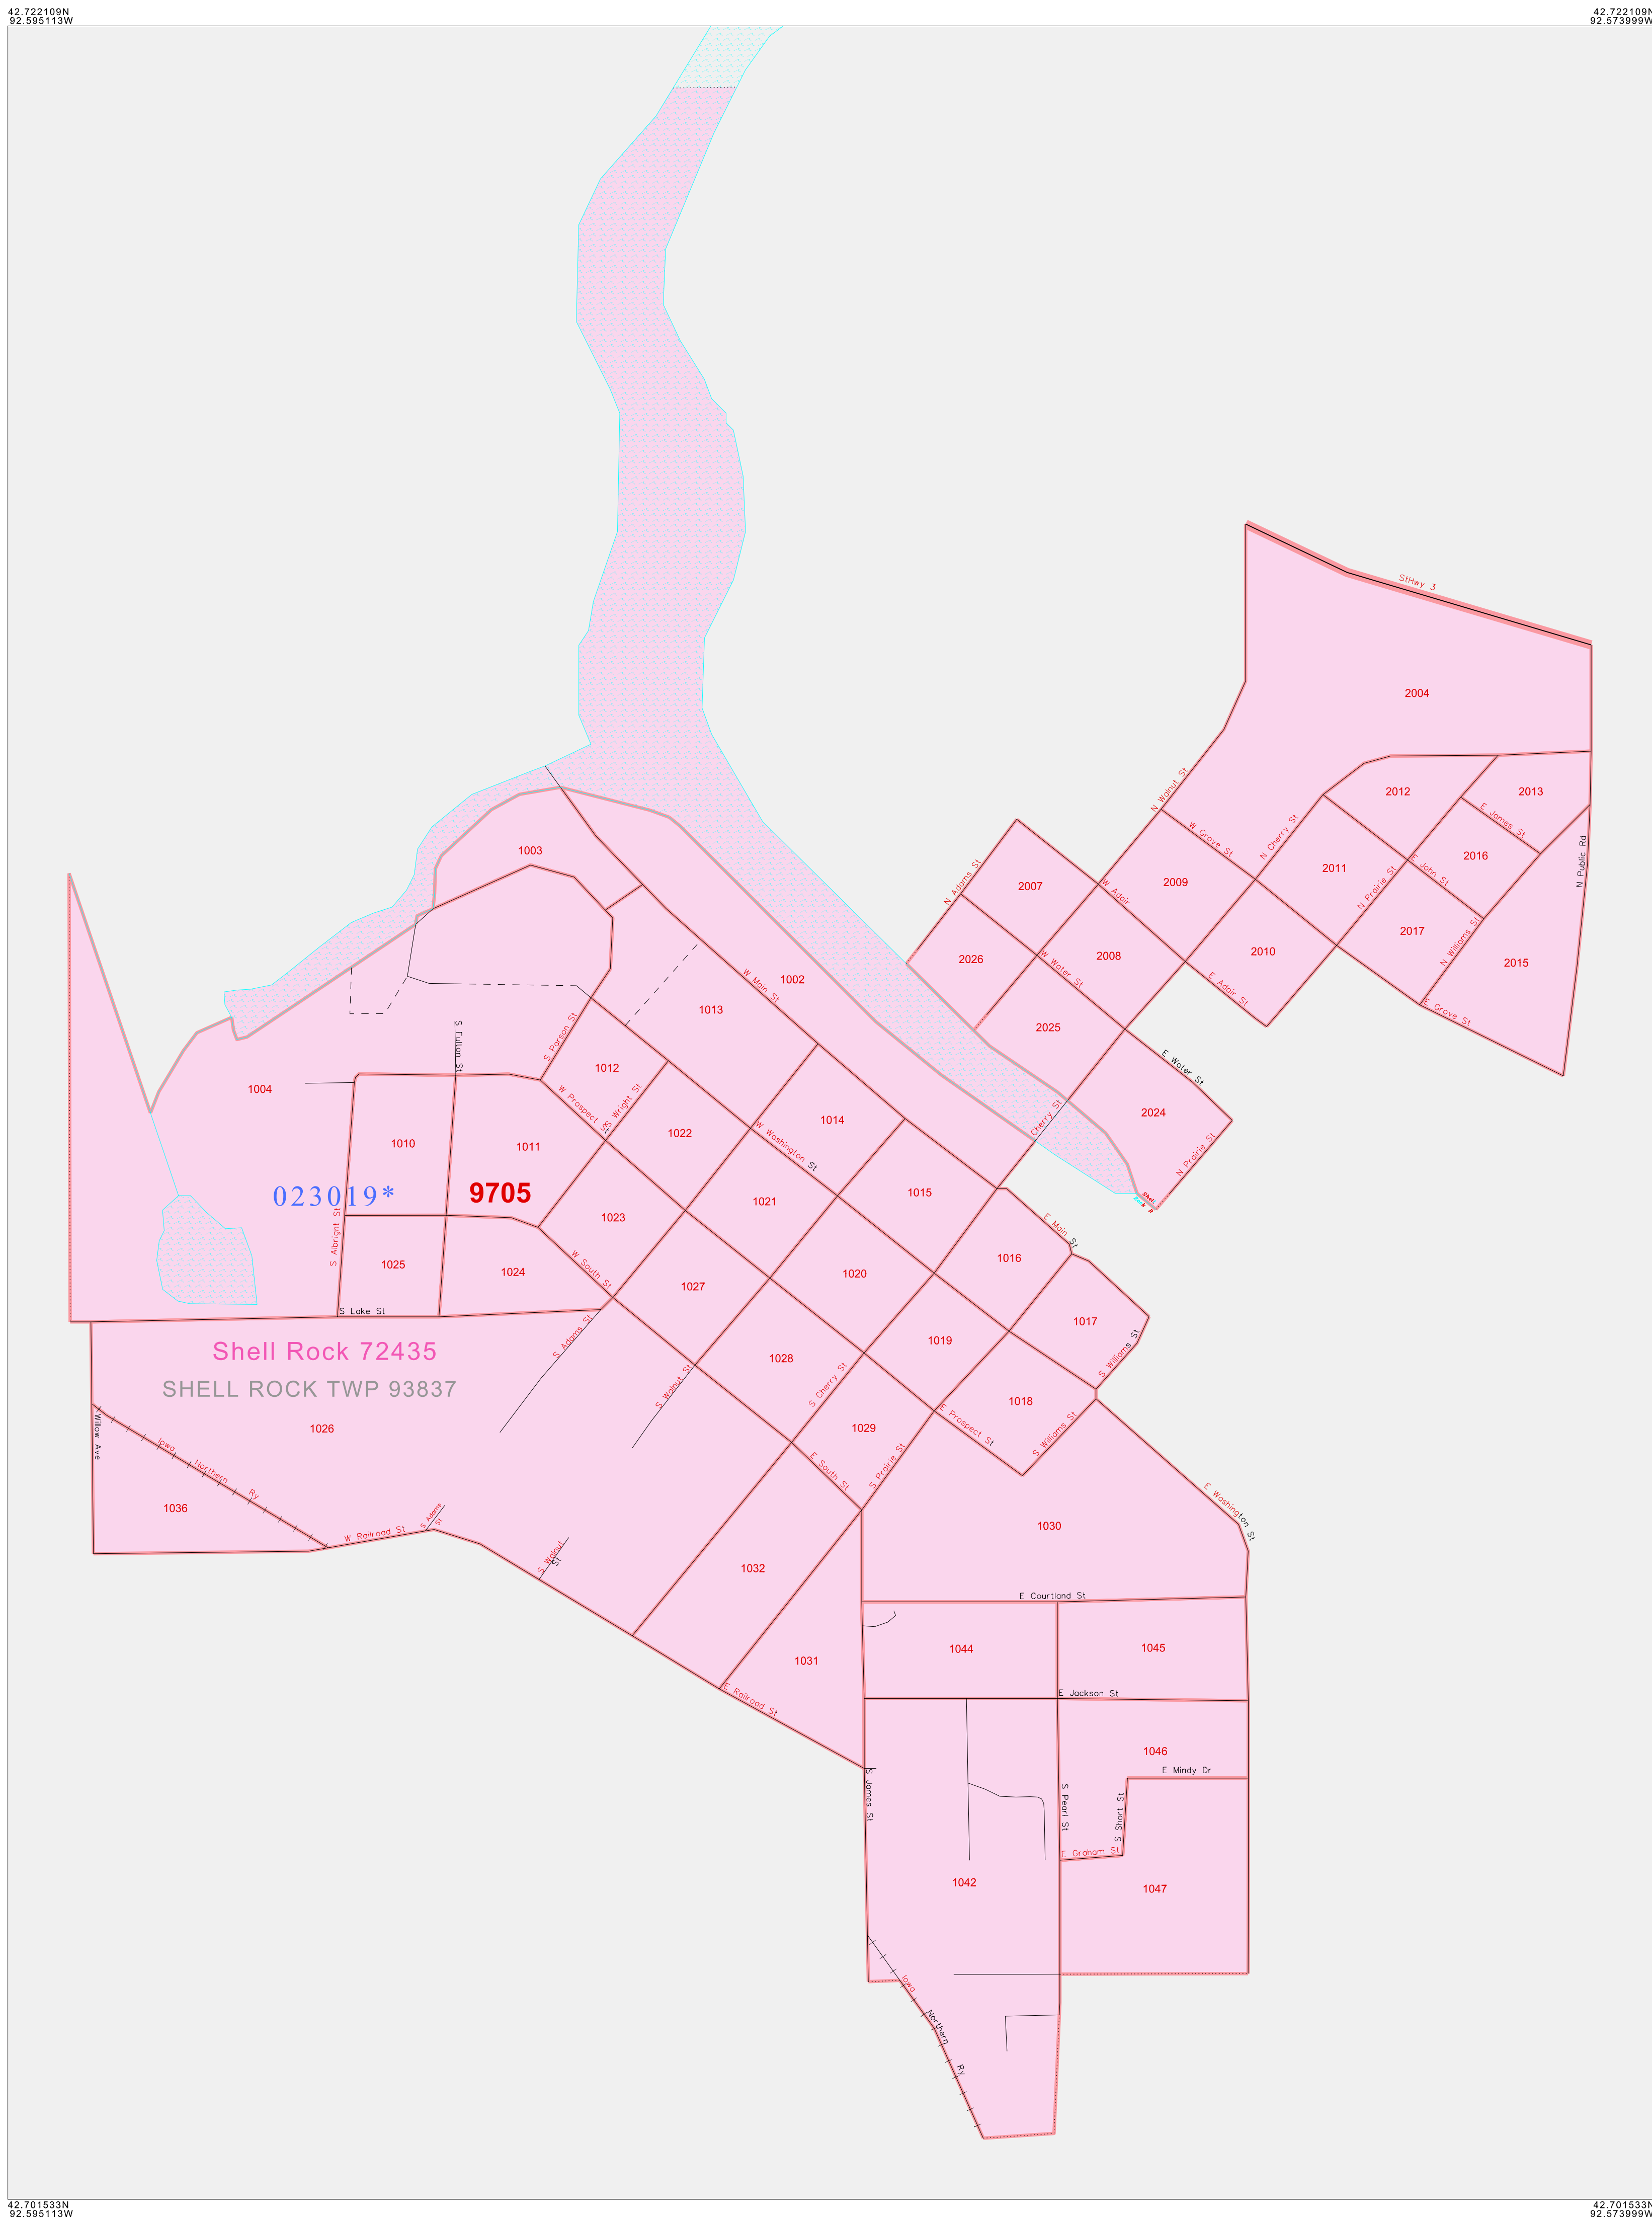 42.722109N
92.595113W
42.722109N
92.573999W
StHwy 3
2004
N Walnut St
2012
2013
E James St
W Grove St
N Cherry St
1003
2016
E John St
2011
N Public Rd
N Adams St
2007
W Adair
2009
N Prairie St
2017
N Williams St
2026
W Water St
2008
2010
2015
W Main St
1002
E Adair St
E Grove St
1013
2025
S Fulton St
S Parson St
E Water St
1012
1004
W Prospect St
S Wright St
Cherry St
2024
1010
1011
1022
1014
W Washington St
N Prairie St
023019*
9705
1021
1015
Shell
Rock R
1023
S Albright St
E Main St
1025
1024
W South St
1027
1020
1016
S Lake St
S Adams St
1019
1017
Shell Rock 72435
1028
S Williams St
SHELL ROCK TWP 93837
S Walnut St
S Cherry St
1018
Willow Ave
1026
1029
E Prospect St
S Williams St
Iowa
Northern
Ry
E South St
S Prairie St
1036
S Adams
St
W Railroad St
E Washington St
1030
S Walnut
St
1032
E Courtland St
1044
1045
1031
E Railroad St
E Jackson St
1046
E Mindy Dr
S James St
S Pearl St
S Short St
E Graham St
1042
1047
Iowa
Northern
Ry
42.701533N
92.595113W
42.701533N
92.573999W